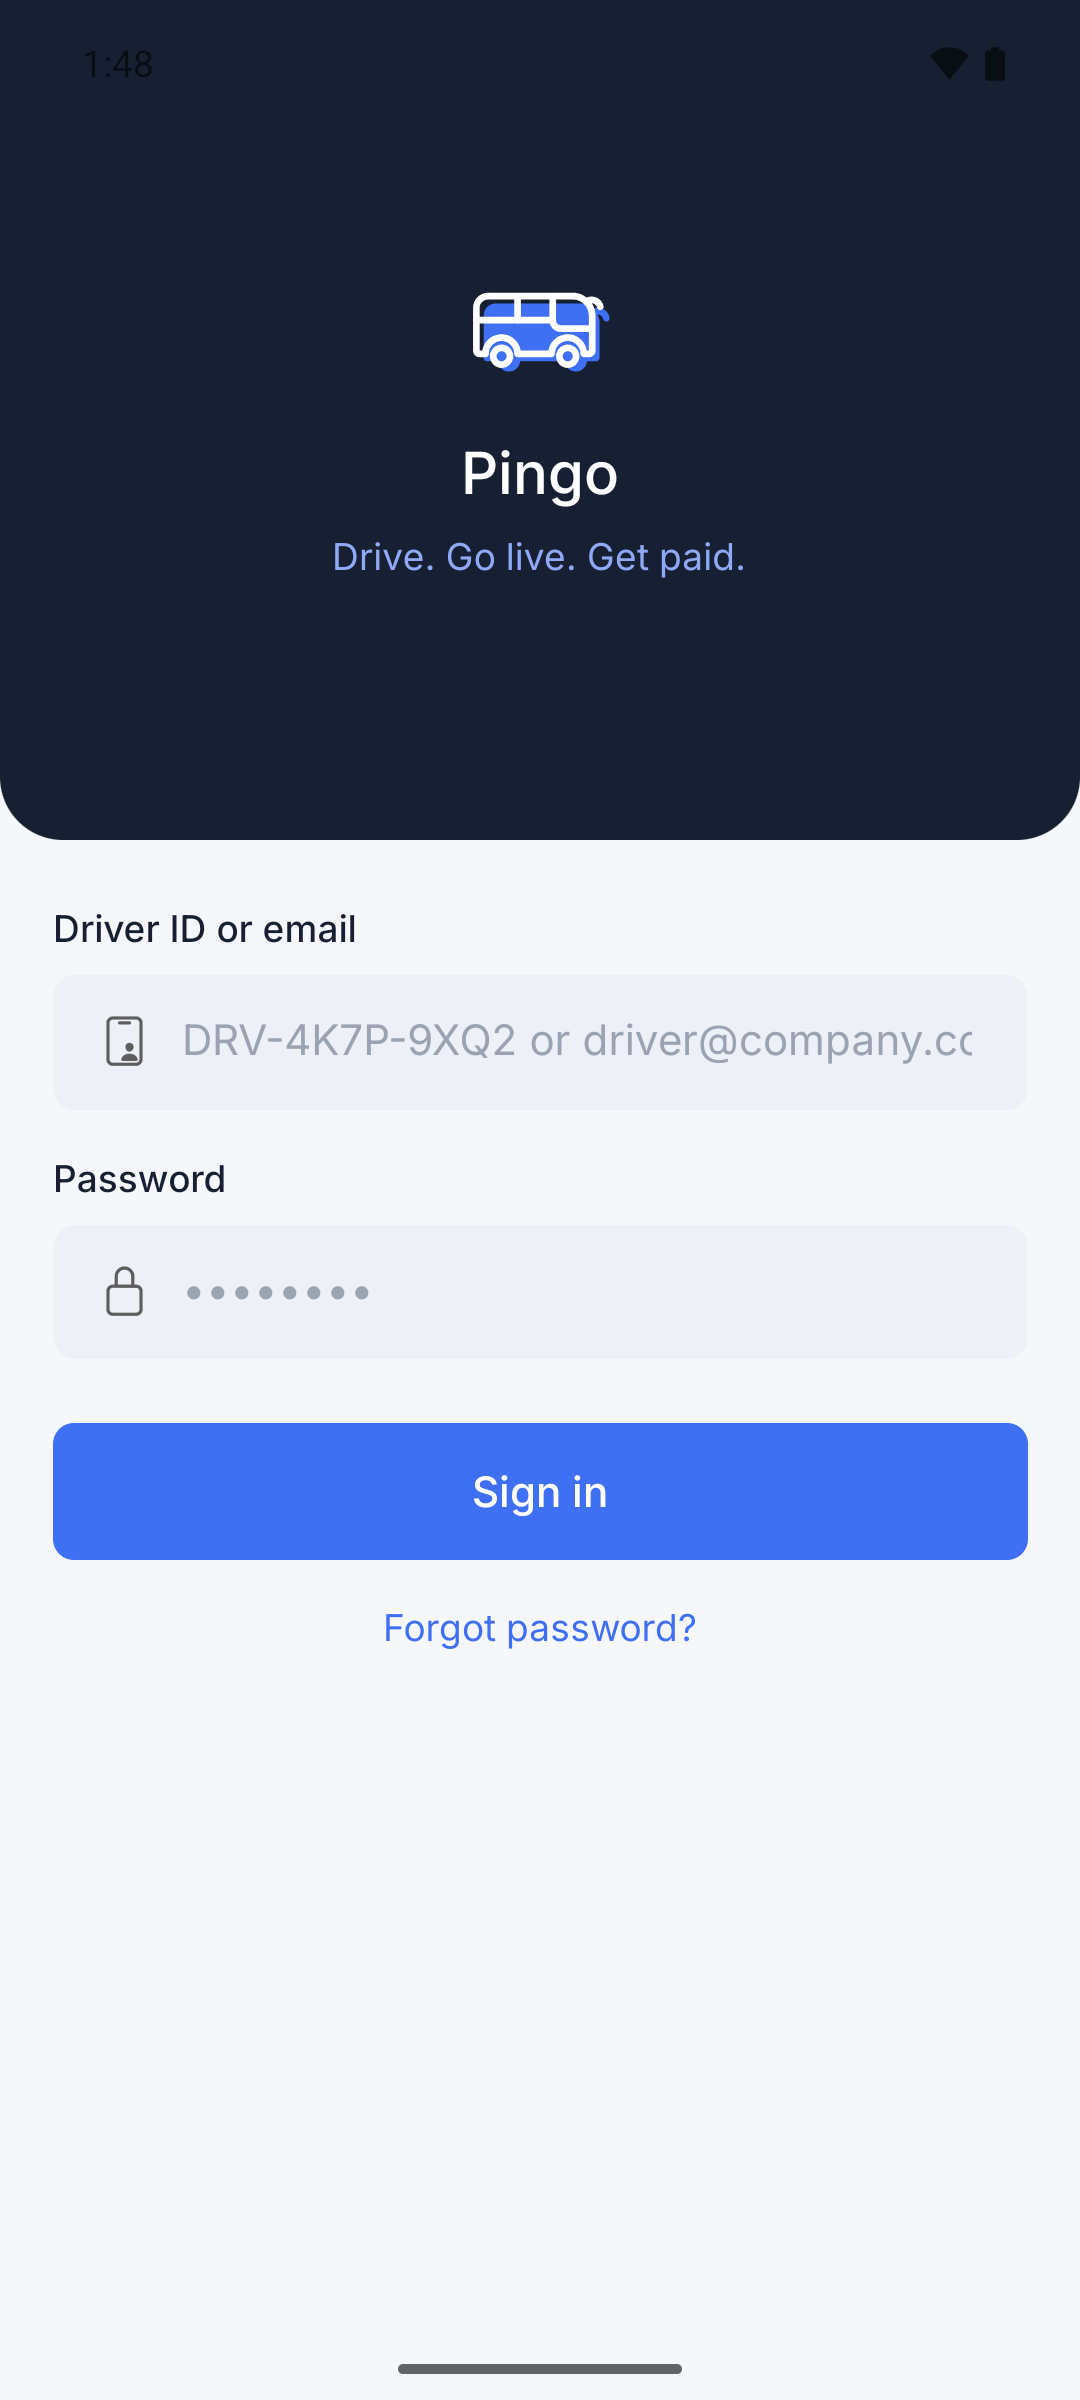 1:48
Pingo
Drive. Go live. Get paid.
Driver ID or email
DRV-4K7P-9XQ2 or driver@company.cc
Password
••••••••
Sign in
Forgot password?